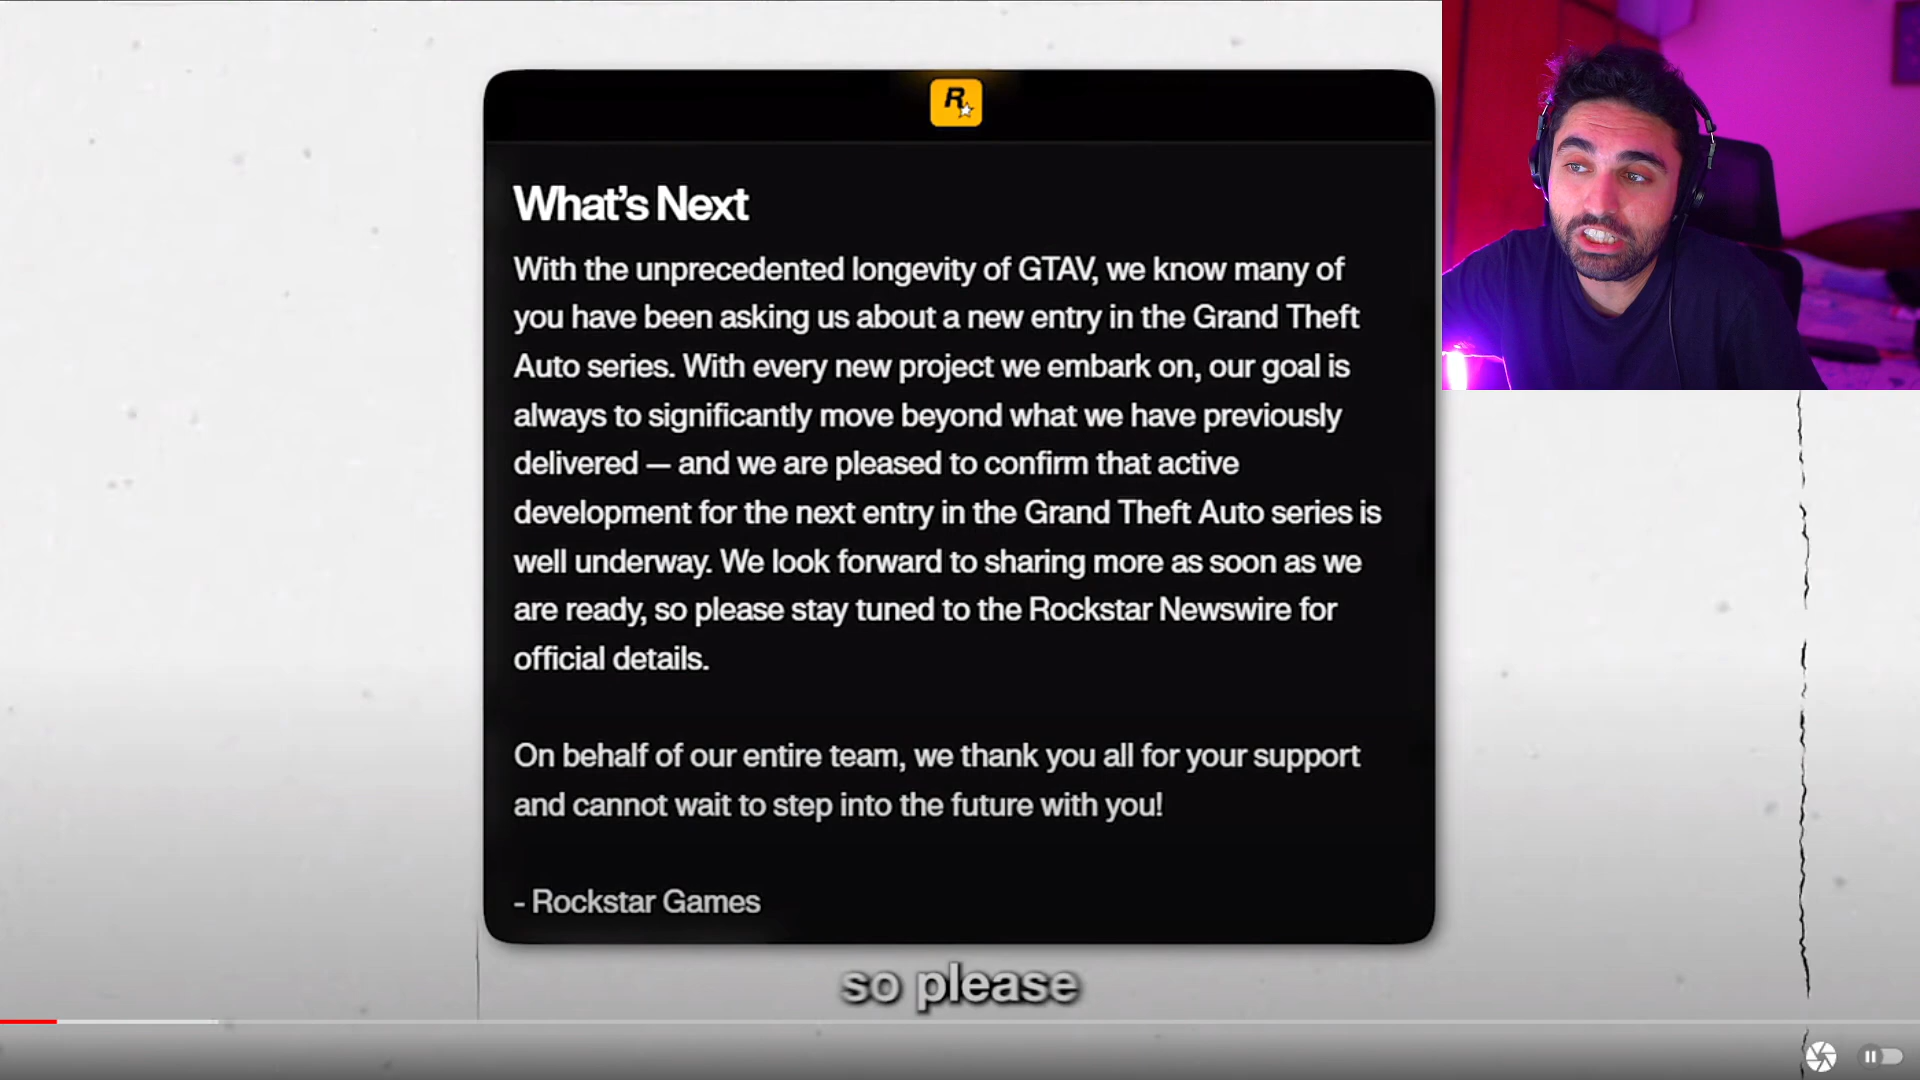 R
What's Next
With the unprecedented longevity of GTAV, we know many of
you have been asking us about a new entry in the Grand Theft
Auto series. With every new project we embark on, our goal is
always to significantly move beyond what we have previously
delivered — and we are pleased to confirm that active
development for the next entry in the Grand Theft Auto series is
well underway. We look forward to sharing more as soon as we
are ready, so please stay tuned to the Rockstar Newswire for
official details.
On behalf of our entire team, we thank you all for your support
and cannot wait to step into the future with you!
- Rockstar Games
so please